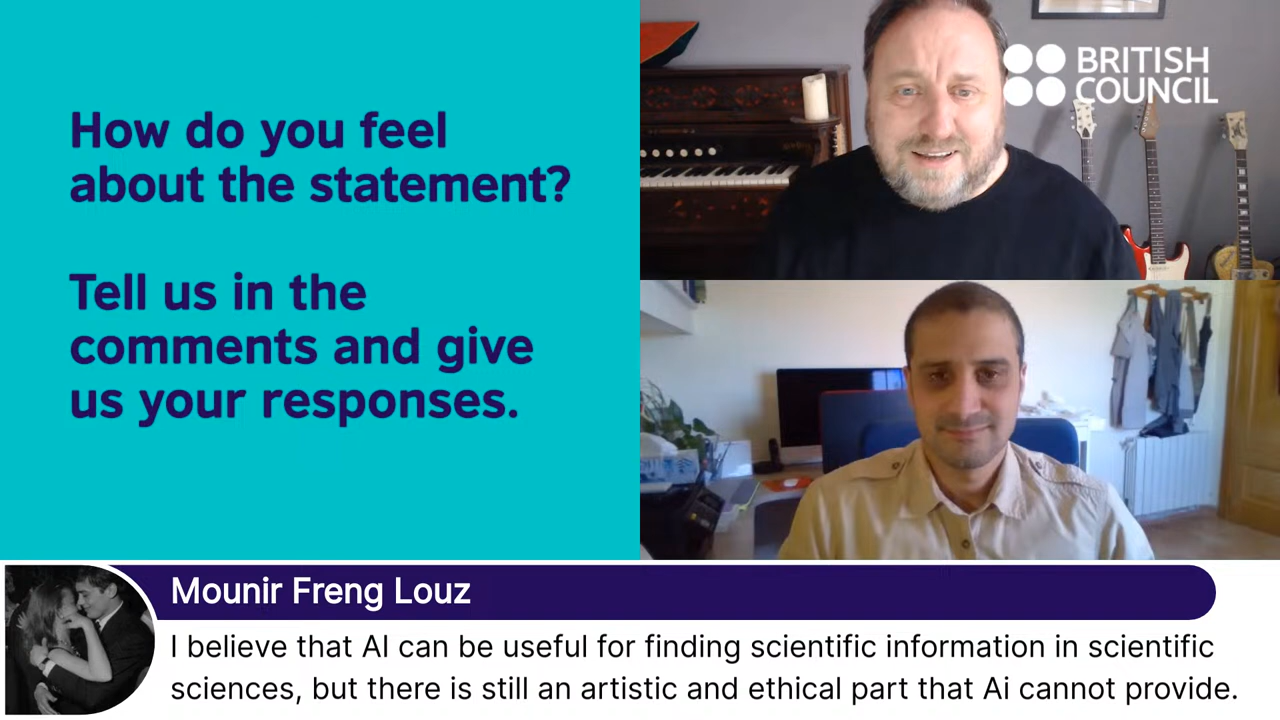 How do you feel
about the statement?
Tell us in the
comments and give
us your responses.
BRITISH
COUNCIL
Mounir Freng Louz
I believe that AI can be useful for finding scientific information in scientific
sciences, but there is still an artistic and ethical part that Ai cannot provide.